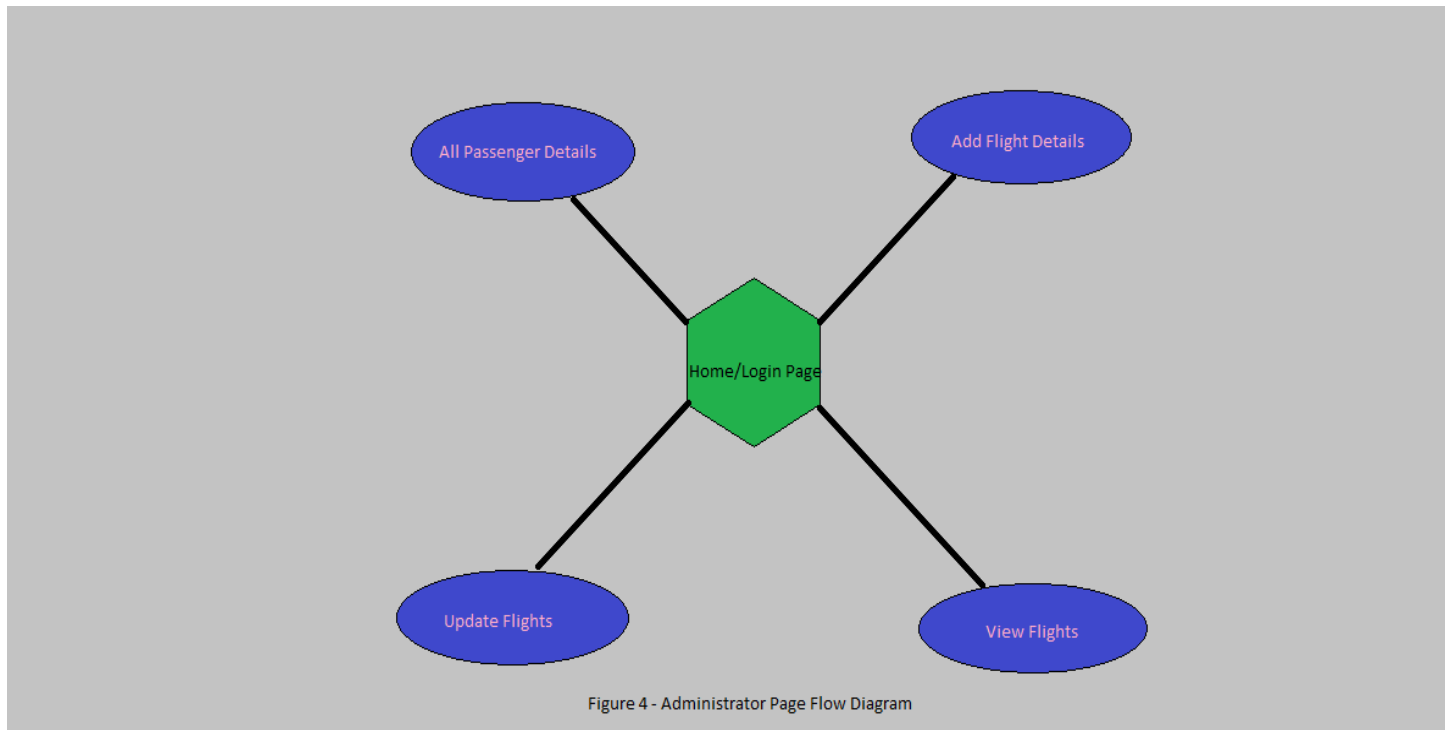 All Passenger Details
Add Flight Details
Home/Login Page
Update Flights
View Flights
Figure 4 - Administrator Page Flow Diagram